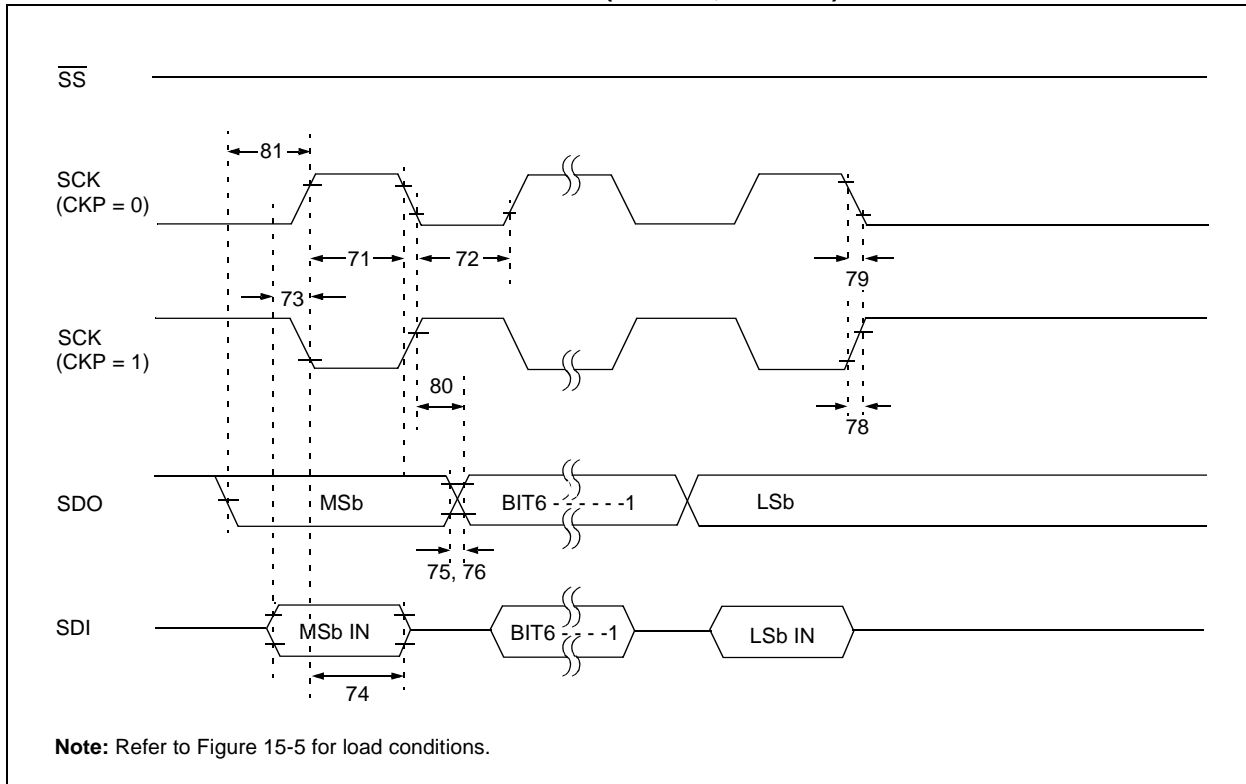 SS
81
SCK
(CKP = 0)
71
72
79
73
SCK
(CKP = 1)
80
78
SDO
MSb
BIT6 - - - - - -1
LSb
75, 76
SDI
MSb IN
BIT6 - - - - -1
LSb IN
74
Note: Refer to Figure 15-5 for load conditions.